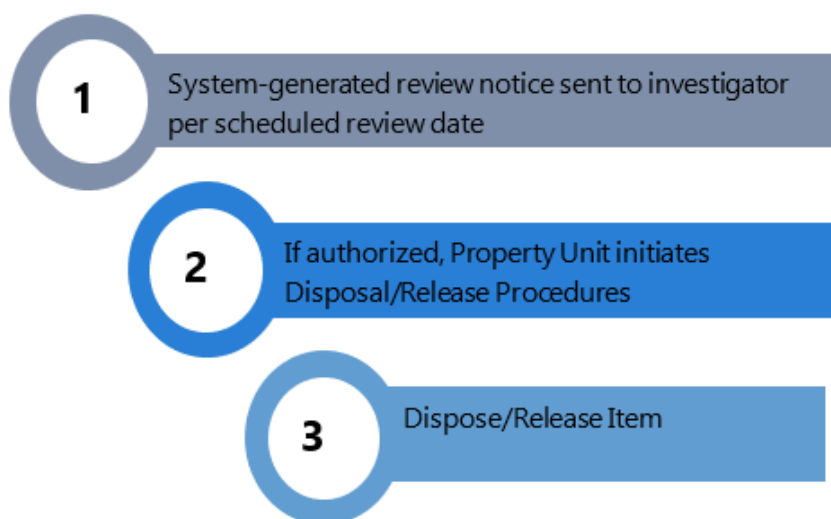 1
System-generated review notice sent to investigator
per scheduled review date
2
If authorized, Property Unit initiates
Disposal/Release Procedures
3
Dispose/Release Item